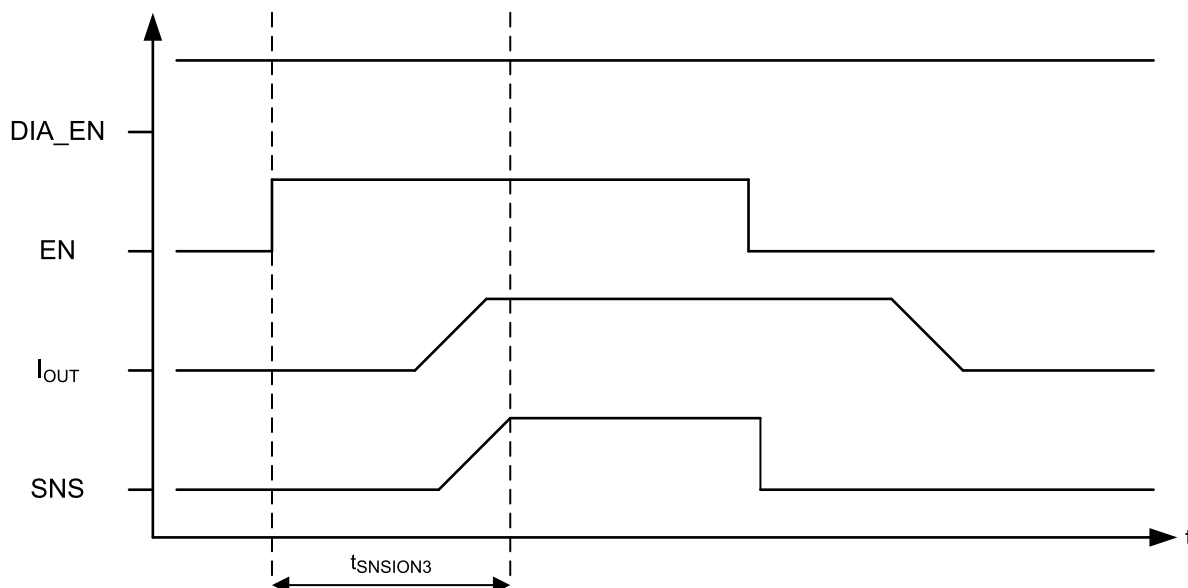 DIA_EN
EN
IOUT
SNS
t
tSNSION3